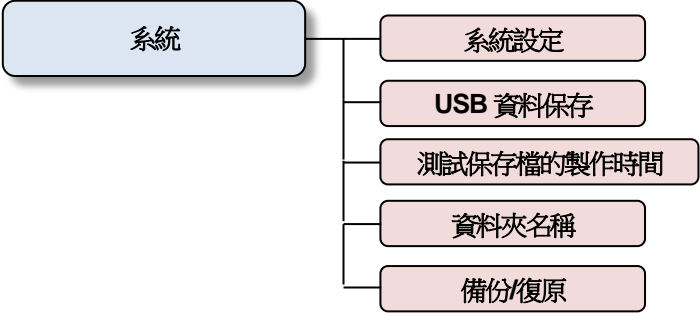 系統
系統設定
USB 資料保存
測試保存檔的製作時間
資料夾名稱
備份/復原